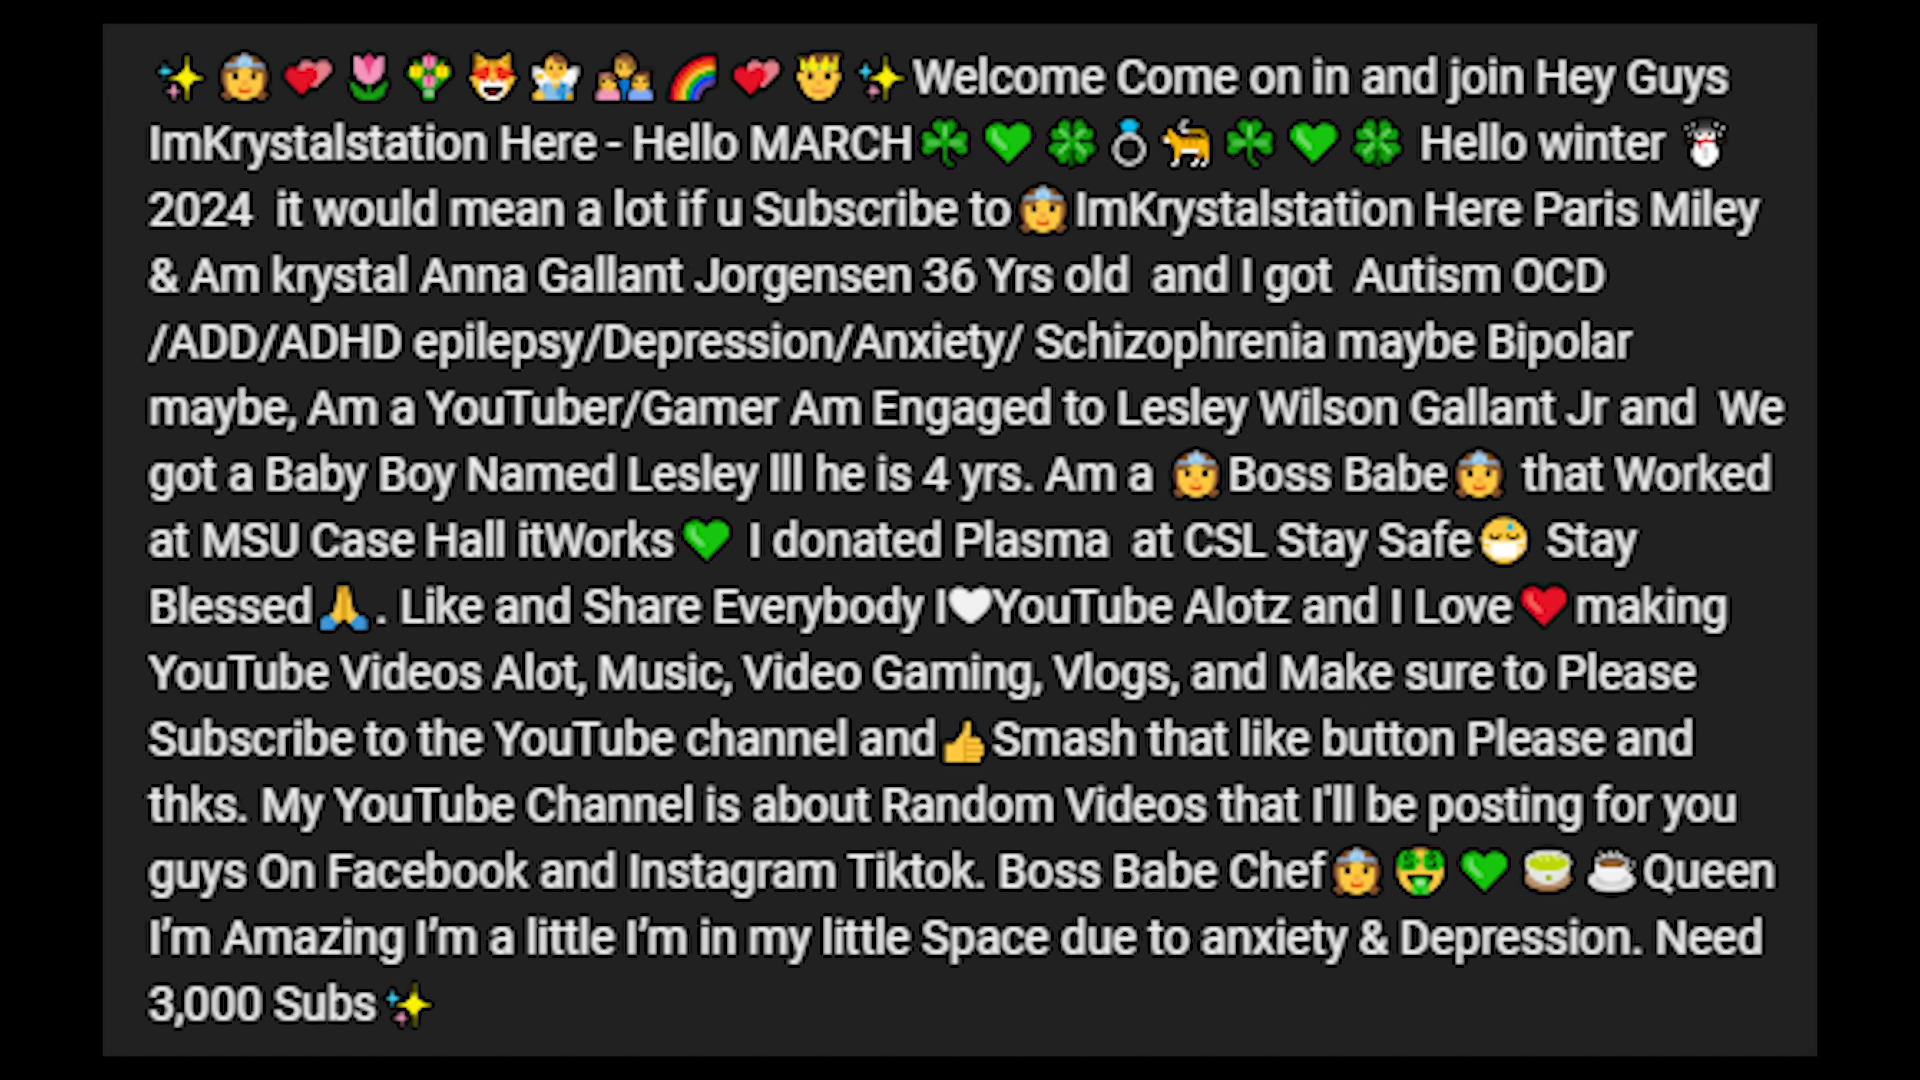 ✨👸💕🌷💐😻🧚👨‍👧‍👦🌈💕🤴✨Welcome Come on in and join Hey Guys
ImKrystalstation Here - Hello MARCH☘️💚🍀💍🐅☘️💚🍀 Hello winter ☃️
2024  it would mean a lot if u Subscribe to👸ImKrystalstation Here Paris Miley
& Am krystal Anna Gallant Jorgensen 36 Yrs old  and I got  Autism OCD
/ADD/ADHD epilepsy/Depression/Anxiety/ Schizophrenia maybe Bipolar
maybe, Am a YouTuber/Gamer Am Engaged to Lesley Wilson Gallant Jr and  We
got a Baby Boy Named Lesley lll he is 4 yrs. Am a 👸Boss Babe👸 that Worked
at MSU Case Hall itWorks💚 I donated Plasma  at CSL Stay Safe😷 Stay
Blessed🙏. Like and Share Everybody I🤍YouTube Alotz and I Love❤️making
YouTube Videos Alot, Music, Video Gaming, Vlogs, and Make sure to Please
Subscribe to the YouTube channel and👍Smash that like button Please and
thks. My YouTube Channel is about Random Videos that I'll be posting for you
guys On Facebook and Instagram Tiktok. Boss Babe Chef👸🤑💚🍵☕Queen
I’m Amazing I’m a little I’m in my little Space due to anxiety & Depression. Need
3,000 Subs✨